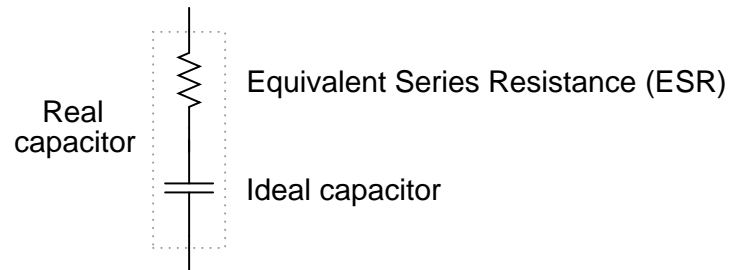 Equivalent Series Resistance (ESR)
Real
capacitor
Ideal capacitor